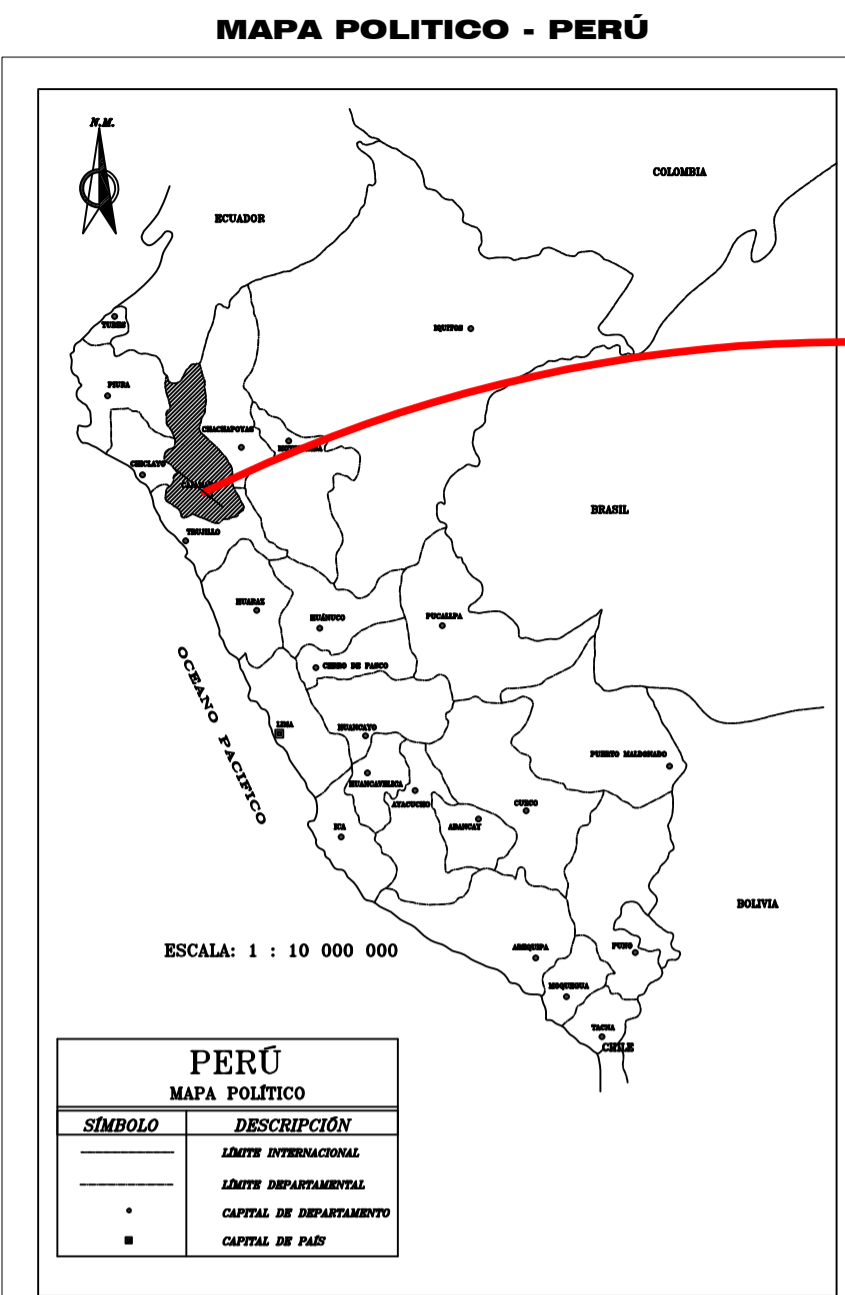 MAPA POLITICO - PERÚ
N.M.
COLOMBIA
ECUADOR
IQUITOS
PIURA
CHACHAPOYAS
CHICLAYO
BRASIL
TRUJILLO
HUARAZ
HUÁNUCO
PUCALLPA
CERRO DE PASCO
OCEANO PACIFICO
LIMA
HUANCAYO
PUERTO MALDONADO
HUANCAVELICA
AYACUCHO
CUZCO
ABANCAY
ICA
BOLIVIA
AREQUIPA
PUNO
ESCALA: 1 : 10 000 000
MOQUEGUA
TACNA
CHILE
PERÚ
MAPA POLÍTICO
SÍMBOLO DESCRIPCIÓN
LÍMITE INTERNACIONAL
LÍMITE DEPARTAMENTAL
CAPITAL DE DEPARTAMENTO
CAPITAL DE PAÍS